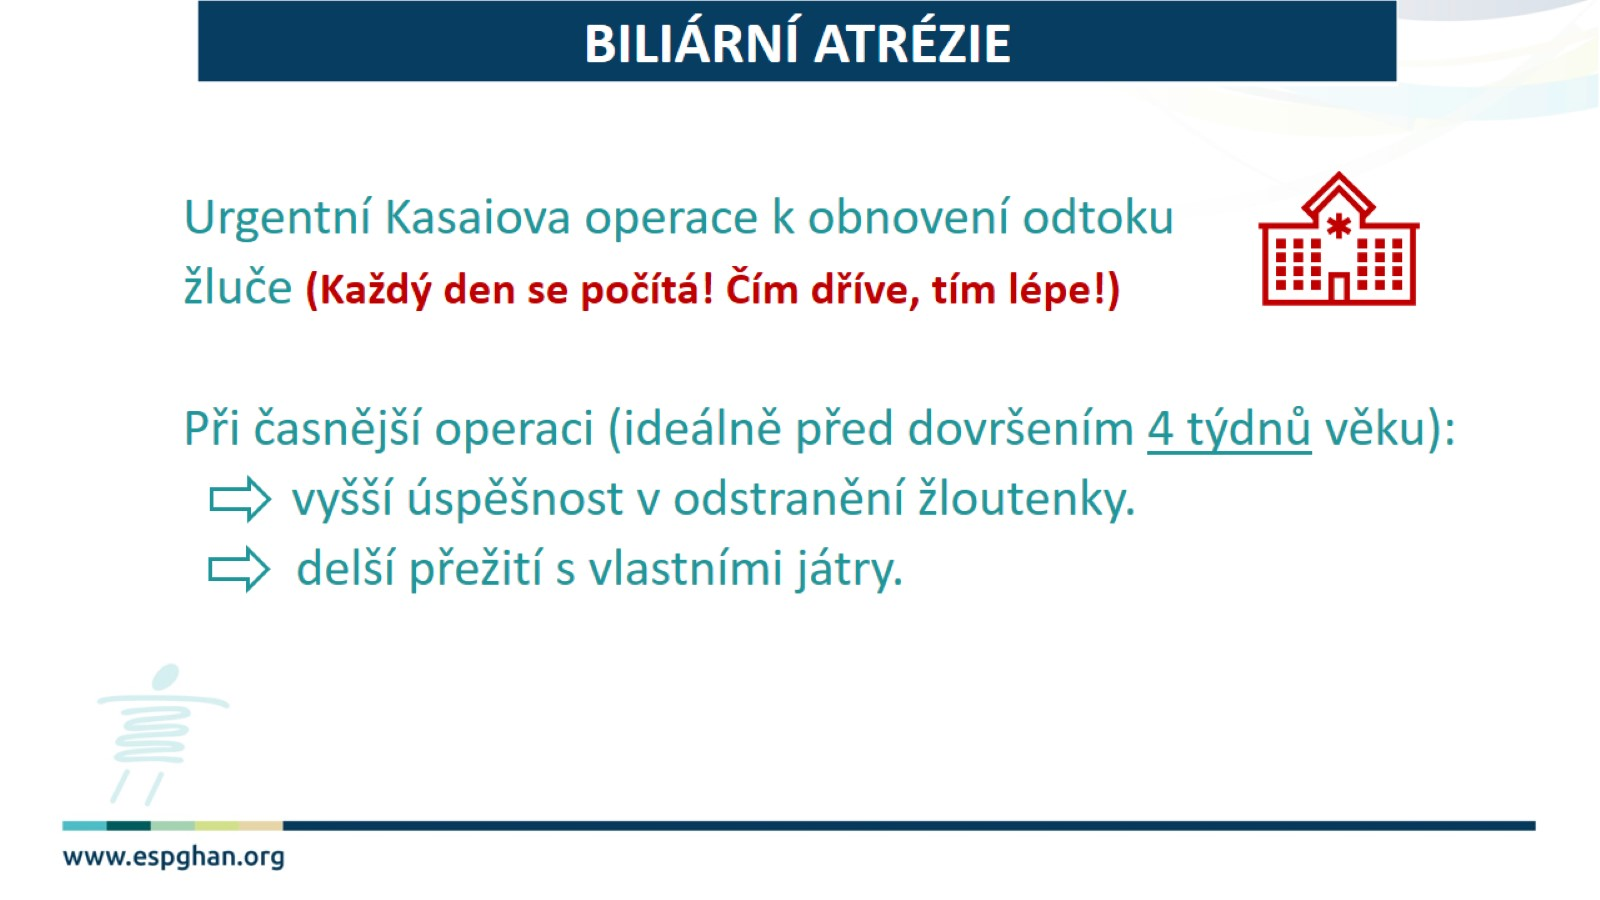 BILIÁRNÍ ATRÉZIE
Urgentní Kasaiova operace k obnovení odtoku
žluče (Každý den se počítá! Čím dříve, tím lépe!)
Při časnější operaci (ideálně před dovršením 4 týdnů věku):
vyšší úspěšnost v odstranění žloutenky.
delší přežití s vlastními játry.
www.espghan.org